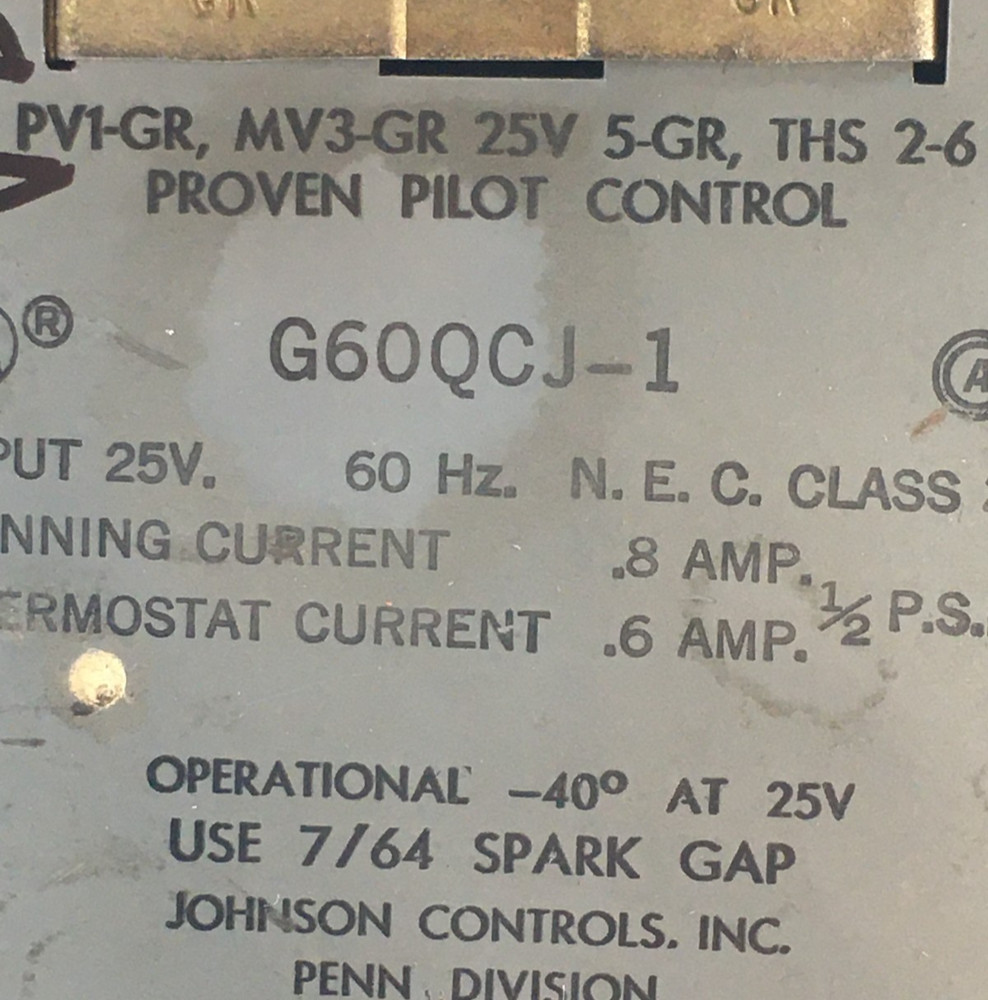 PV1-GR, MV3-GR 25V 5-GR, THS 2-6
PROVEN PILOT CONTROL
®
G60QCJ-1
PUT 25V. 60 Hz. N. E. C. CLASS
NNING CURRENT .8 AMP.
ERMOSTAT CURRENT .6 AMP. ½ P.S.
OPERATIONAL -40° AT 25V
USE 7/64 SPARK GAP
JOHNSON CONTROLS, INC.
PENN DIVISION